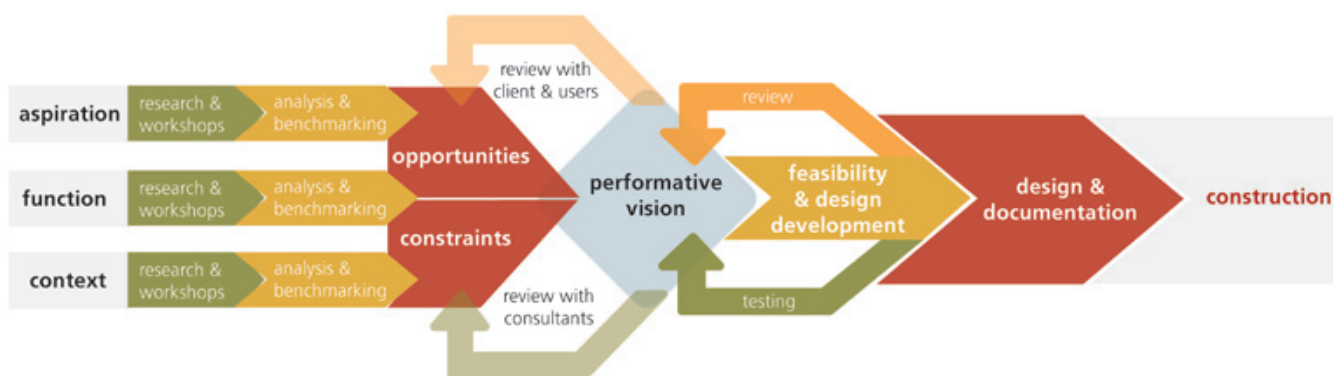 aspiration
research &
workshops
analysis &
benchmarking
function
research &
workshops
analysis &
benchmarking
context
research &
workshops
analysis &
benchmarking
opportunities
constraints
review with
client & users
review with
consultants
performative
vision
review
feasibility
& design
development
testing
design &
documentation
construction